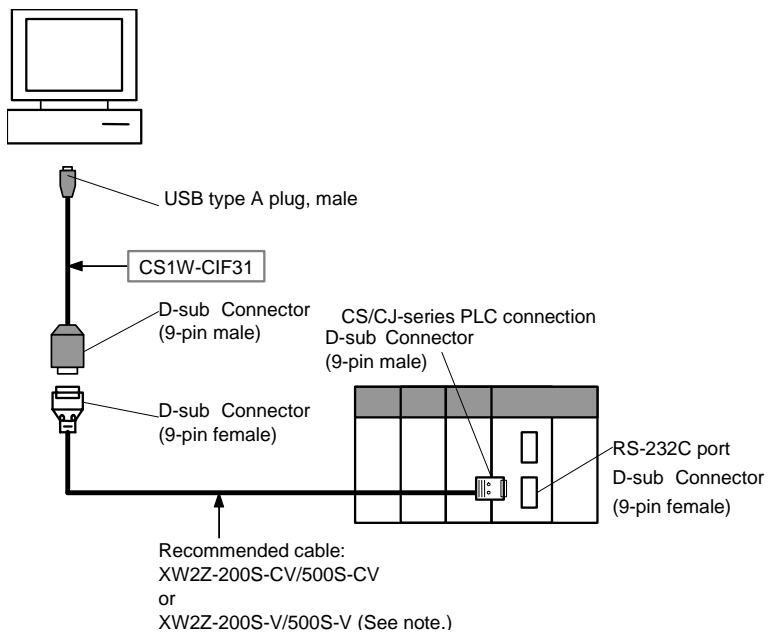 USB type A plug, male
CS1W-CIF31
D-sub Connector
(9-pin male)
CS/CJ-series PLC connection
D-sub Connector
(9-pin male)
D-sub Connector
(9-pin female)
RS-232C port
D-sub Connector
(9-pin female)
Recommended cable:
XW2Z-200S-CV/500S-CV
or
XW2Z-200S-V/500S-V (See note.)